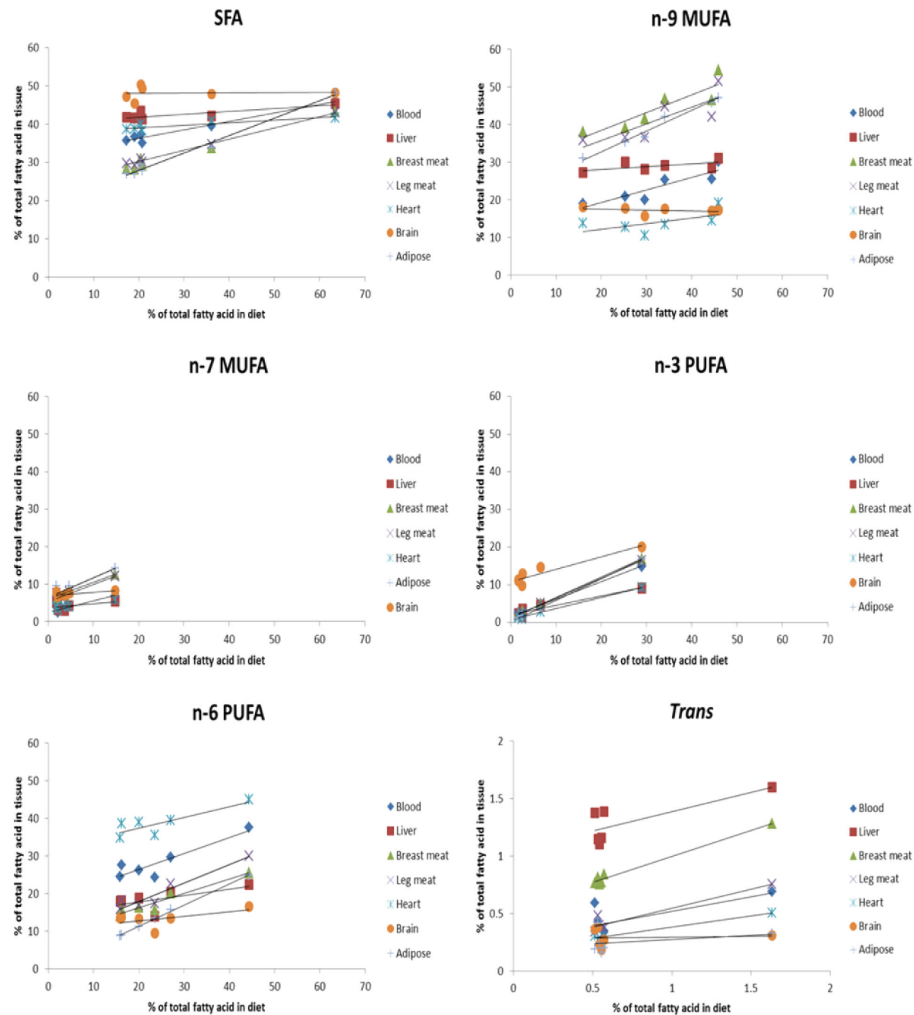 SFA
% of total fatty acid in tissue
60
50
40
30
20
10
0
0 10 20 30 40 50 60 70
% of total fatty acid in diet
Blood
Liver
Breast meat
Leg meat
Heart
Brain
Adipose
n-9 MUFA
% of total fatty acid in tissue
60
50
40
30
20
10
0
0 10 20 30 40 50 60 70
% of total fatty acid in diet
Blood
Liver
Breast meat
Leg meat
Heart
Brain
Adipose
n-7 MUFA
% of total fatty acid in tissue
60
50
40
30
20
10
0
0 10 20 30 40 50 60 70
% of total fatty acid in diet
Blood
Liver
Breast meat
Leg meat
Heart
Adipose
Brain
n-3 PUFA
% of total fatty acid in tissue
60
50
40
30
20
10
0
0 10 20 30 40 50 60 70
% of total fatty acid in diet
Blood
Liver
Breast meat
Leg meat
Heart
Brain
Adipose
n-6 PUFA
% of total fatty acid in tissue
60
50
40
30
20
10
0
0 10 20 30 40 50 60 70
% of total fatty acid in diet
Blood
Liver
Breast meat
Leg meat
Heart
Brain
Adipose
Trans
% of total fatty acid in tissue
2
1.5
1
0.5
0
0 0.5 1 1.5 2
% of total fatty acid in diet
Blood
Liver
Breast meat
Leg meat
Heart
Brain
Adipose